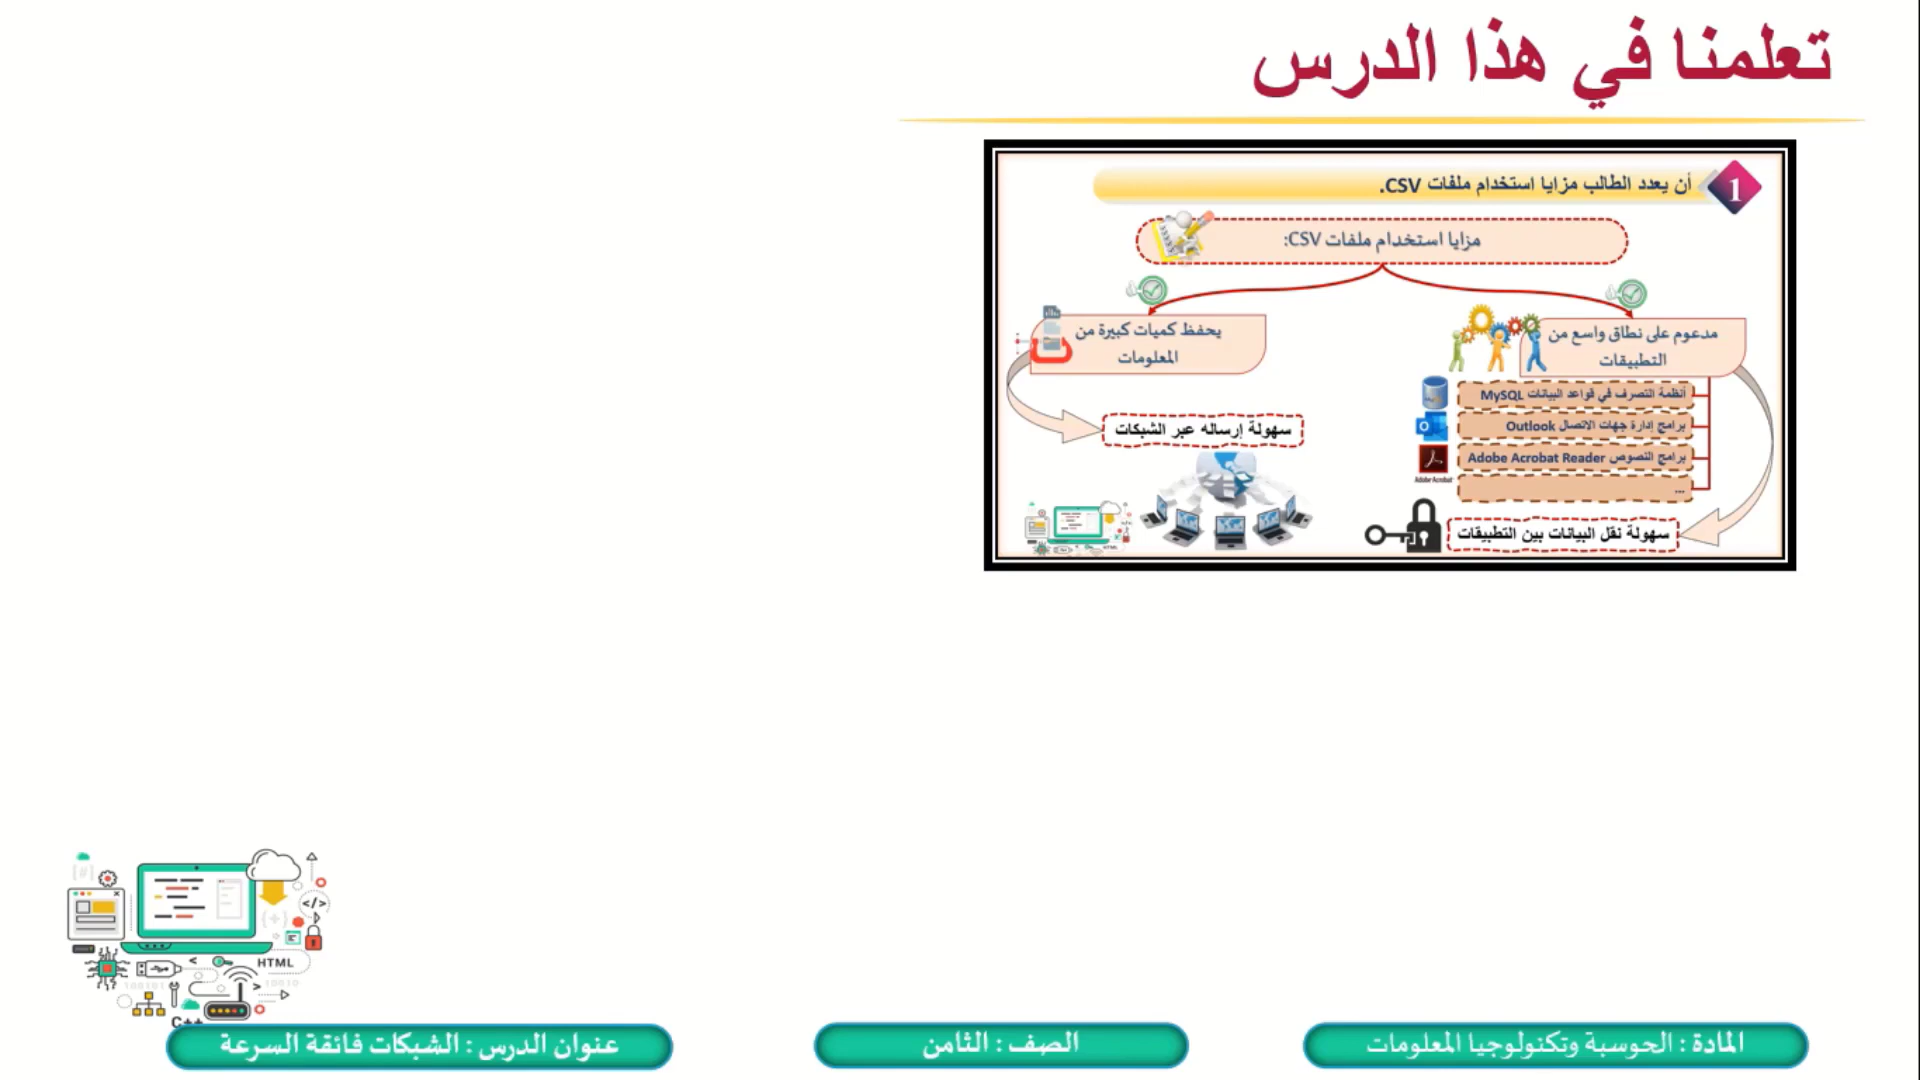 تعلمنا في هذا الدرس
1
أن يعدد الطالب مزايا استخدام ملفات CSV.
مزايا استخدام ملفات CSV:
مدعوم على نطاق واسع من
التطبيقات
أنظمة التصرف في قواعد البيانات MySQL
برامج إدارة جهات الاتصال Outlook
برامج النصوص Adobe Acrobat Reader
...
سهولة نقل البيانات بين التطبيقات
يحفظ كميات كبيرة من
المعلومات
سهولة إرساله عبر الشبكات
Adobe Acrobat
HTML
C++
المادة : الحوسبة وتكنولوجيا المعلومات
الصف : الثامن
عنوان الدرس : الشبكات فائقة السرعة